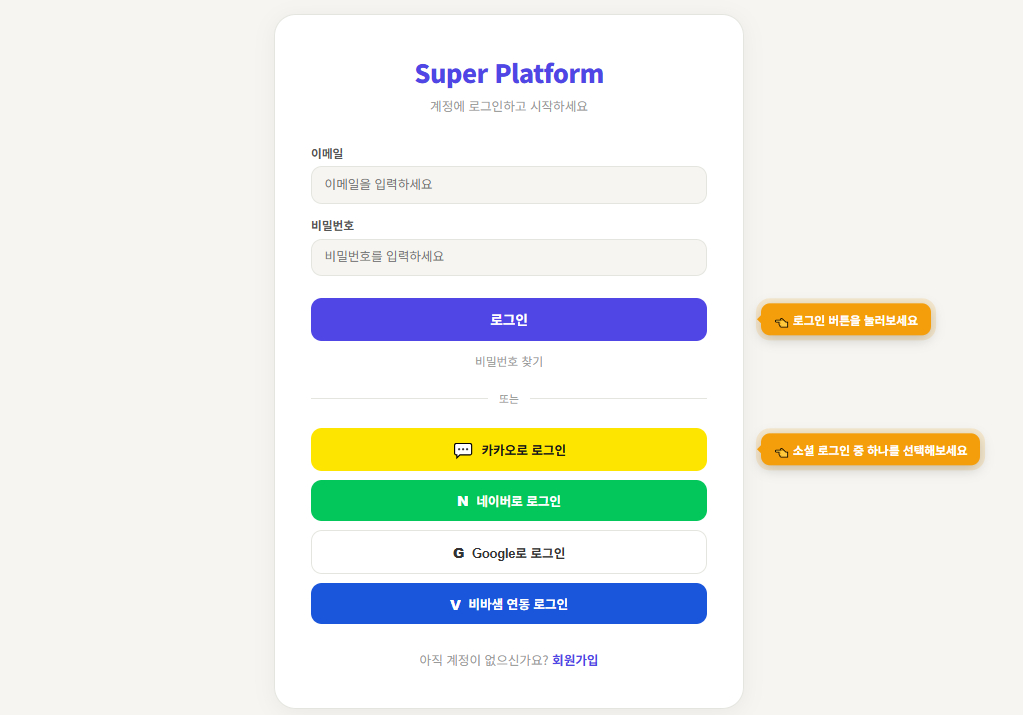 Super Platform
계정에 로그인하고 시작하세요
이메일
이메일을 입력하세요
비밀번호
비밀번호를 입력하세요
로그인
👈 로그인 버튼을 눌러보세요
비밀번호 찾기
또는
💬 카카오로 로그인
👈 소셜 로그인 중 하나를 선택해보세요
N 네이버로 로그인
G Google로 로그인
V 비바샘 연동 로그인
아직 계정이 없으신가요? 회원가입